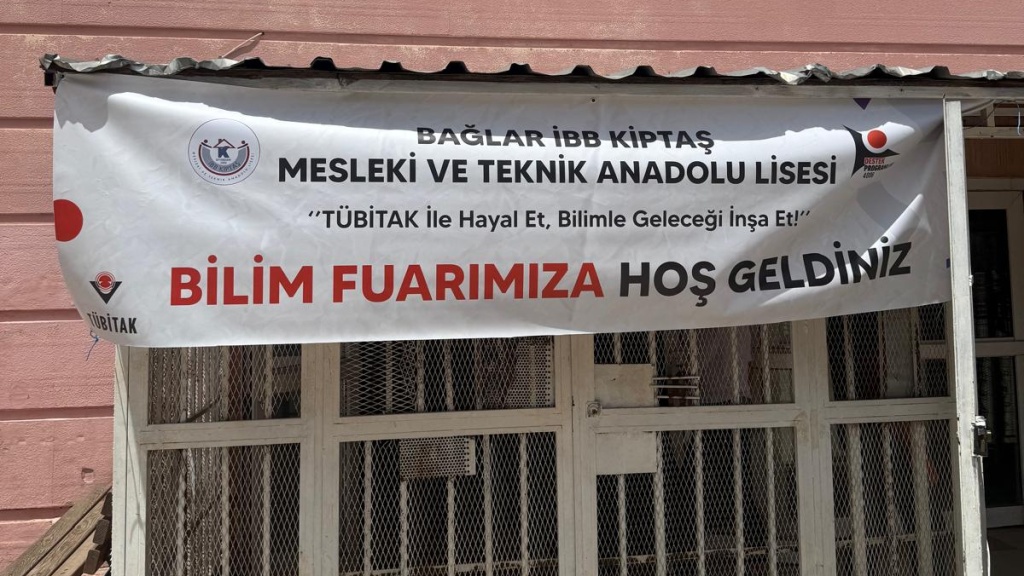 BAĞLAR İBB KİPTAŞ
MESLEKİ VE TEKNİK ANADOLU LİSESİ
''TÜBİTAK İle Hayal Et, Bilimle Geleceği İnşa Et!''
BİLİM FUARIMIZA HOŞ GELDİNİZ
TÜBİTAK